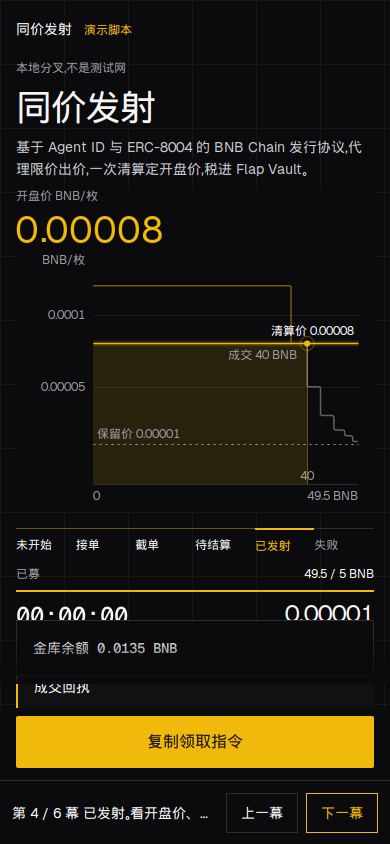 同价发射 演示脚本
本地分叉,不是测试网
同价发射
基于 Agent ID 与 ERC-8004 的 BNB Chain 发行协议,代
理限价出价,一次清算定开盘价,税进 Flap Vault。
开盘价 BNB/枚
0.00008
BNB/枚
0.0001
清算价 0.00008
成交 40 BNB
0.00005
保留价 0.00001
40
0
49.5 BNB
未开始 接单 截单 待结算 已发射 失败
已募 49.5 / 5 BNB
00:00:00 0.00001
金库余额 0.0135 BNB
成交回执
复制领取指令
第 4 / 6 幕 已发射。看开盘价、… 上一幕 下一幕